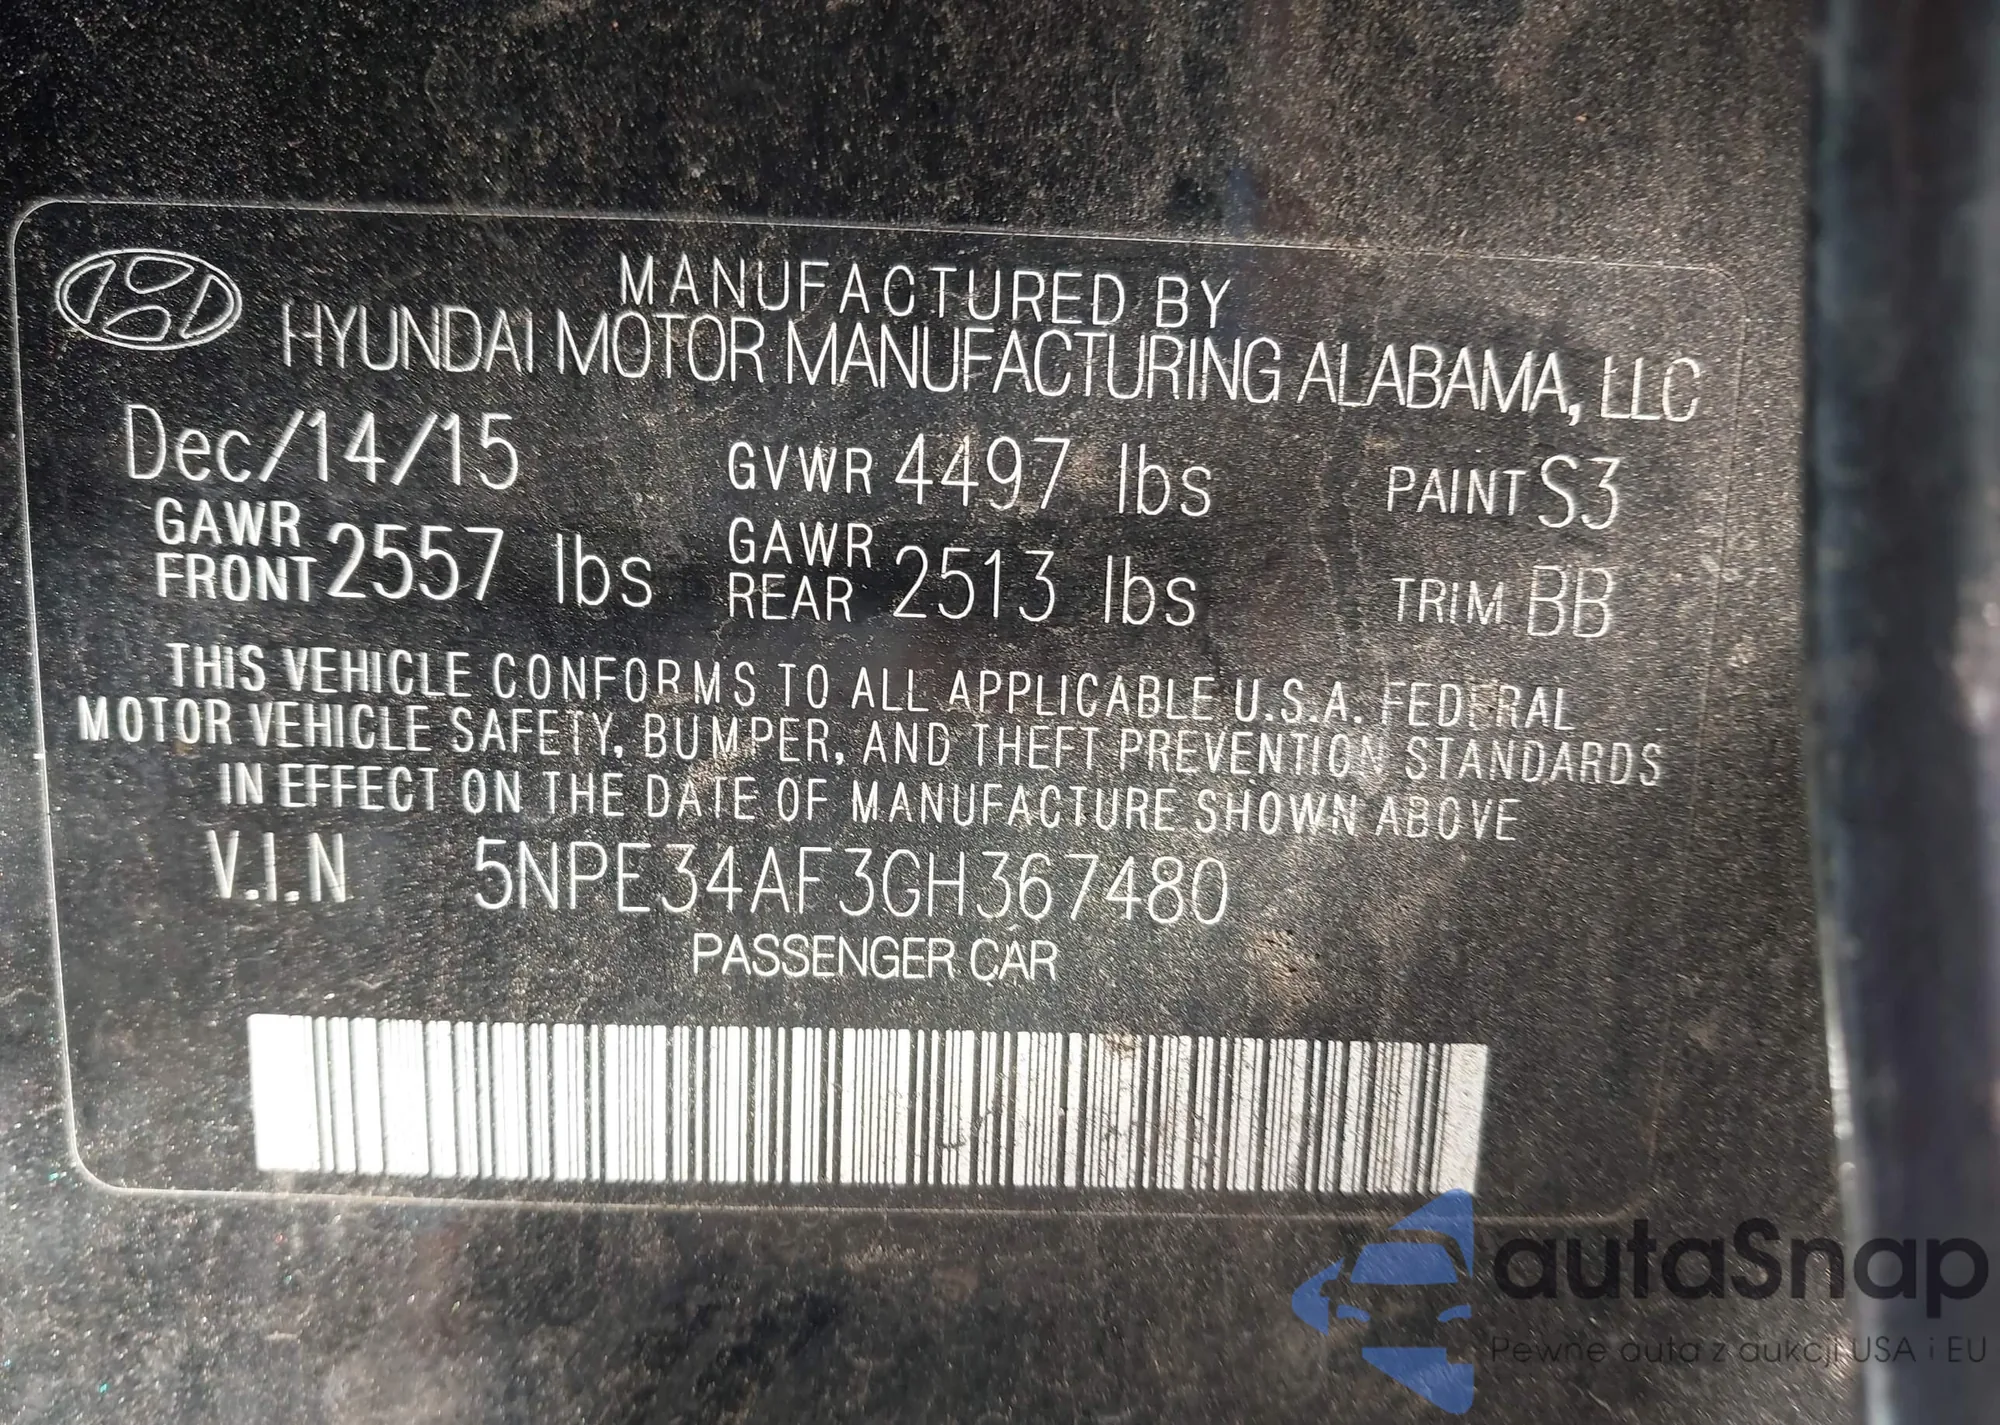 MANUFACTURED BY
HYUNDAI MOTOR MANUFACTURING ALABAMA, LLC
Dec/14/15 GVWR 4497 lbs PAINT S3
GAWR FRONT 2557 lbs GAWR REAR 2513 lbs TRIM BB
THIS VEHICLE CONFORMS TO ALL APPLICABLE U.S.A. FEDERAL
MOTOR VEHICLE SAFETY, BUMPER, AND THEFT PREVENTION STANDARDS
IN EFFECT ON THE DATE OF MANUFACTURE SHOWN ABOVE
V.I.N 5NPE34AF3GH367480
PASSENGER CAR
autaSnap
Pewne auta z aukcji USA i EU